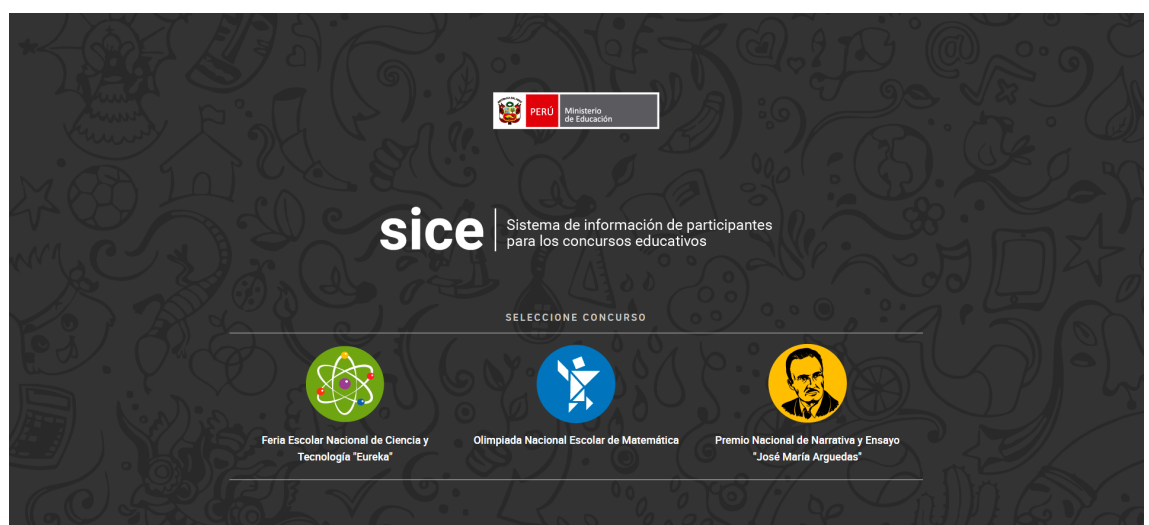 PERÚ
Ministerio
de Educación
sice
Sistema de información de participantes
para los concursos educativos
SELECCIONE CONCURSO
Feria Escolar Nacional de Ciencia y
Tecnología "Eureka"
Olimpiada Nacional Escolar de Matemática
Premio Nacional de Narrativa y Ensayo
"José María Arguedas"